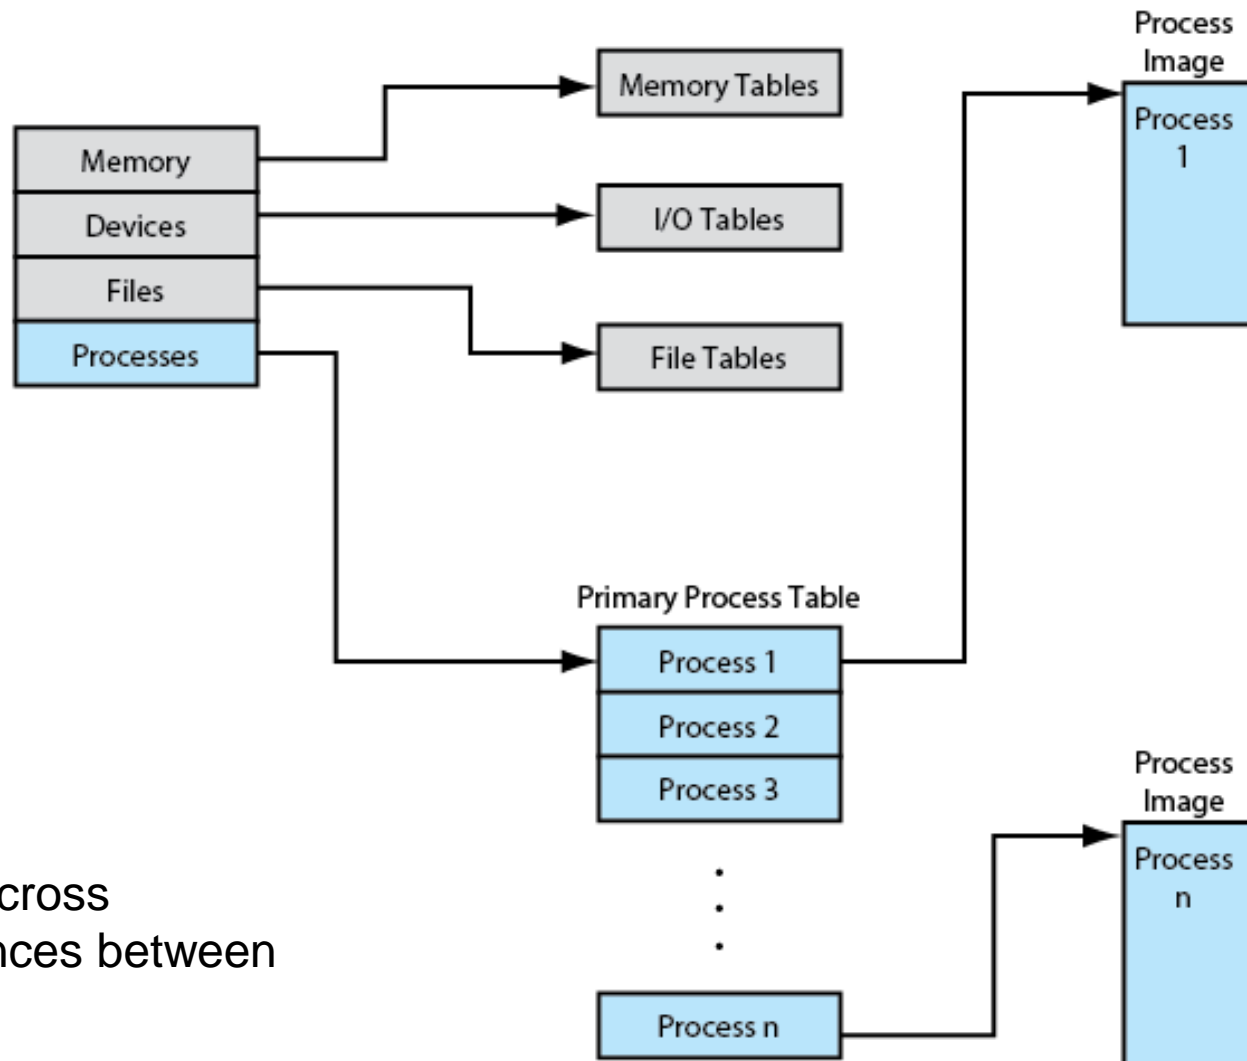 Process
Image
Process
1
Memory Tables
Memory
Devices
Files
Processes
I/O Tables
File Tables
Primary Process Table
Process 1
Process 2
Process 3
.
.
.
Process n
Process
Image
Process
n
cross
nces between